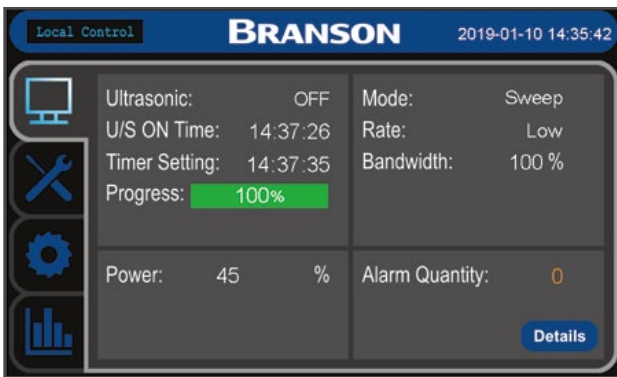 Local Control BRANSON 2019-01-10 14:35:42
Ultrasonic: OFF
U/S ON Time: 14:37:26
Timer Setting: 14:37:35
Progress: 100%
Mode: Sweep
Rate: Low
Bandwidth: 100 %
Power: 45 %
Alarm Quantity: 0
Details